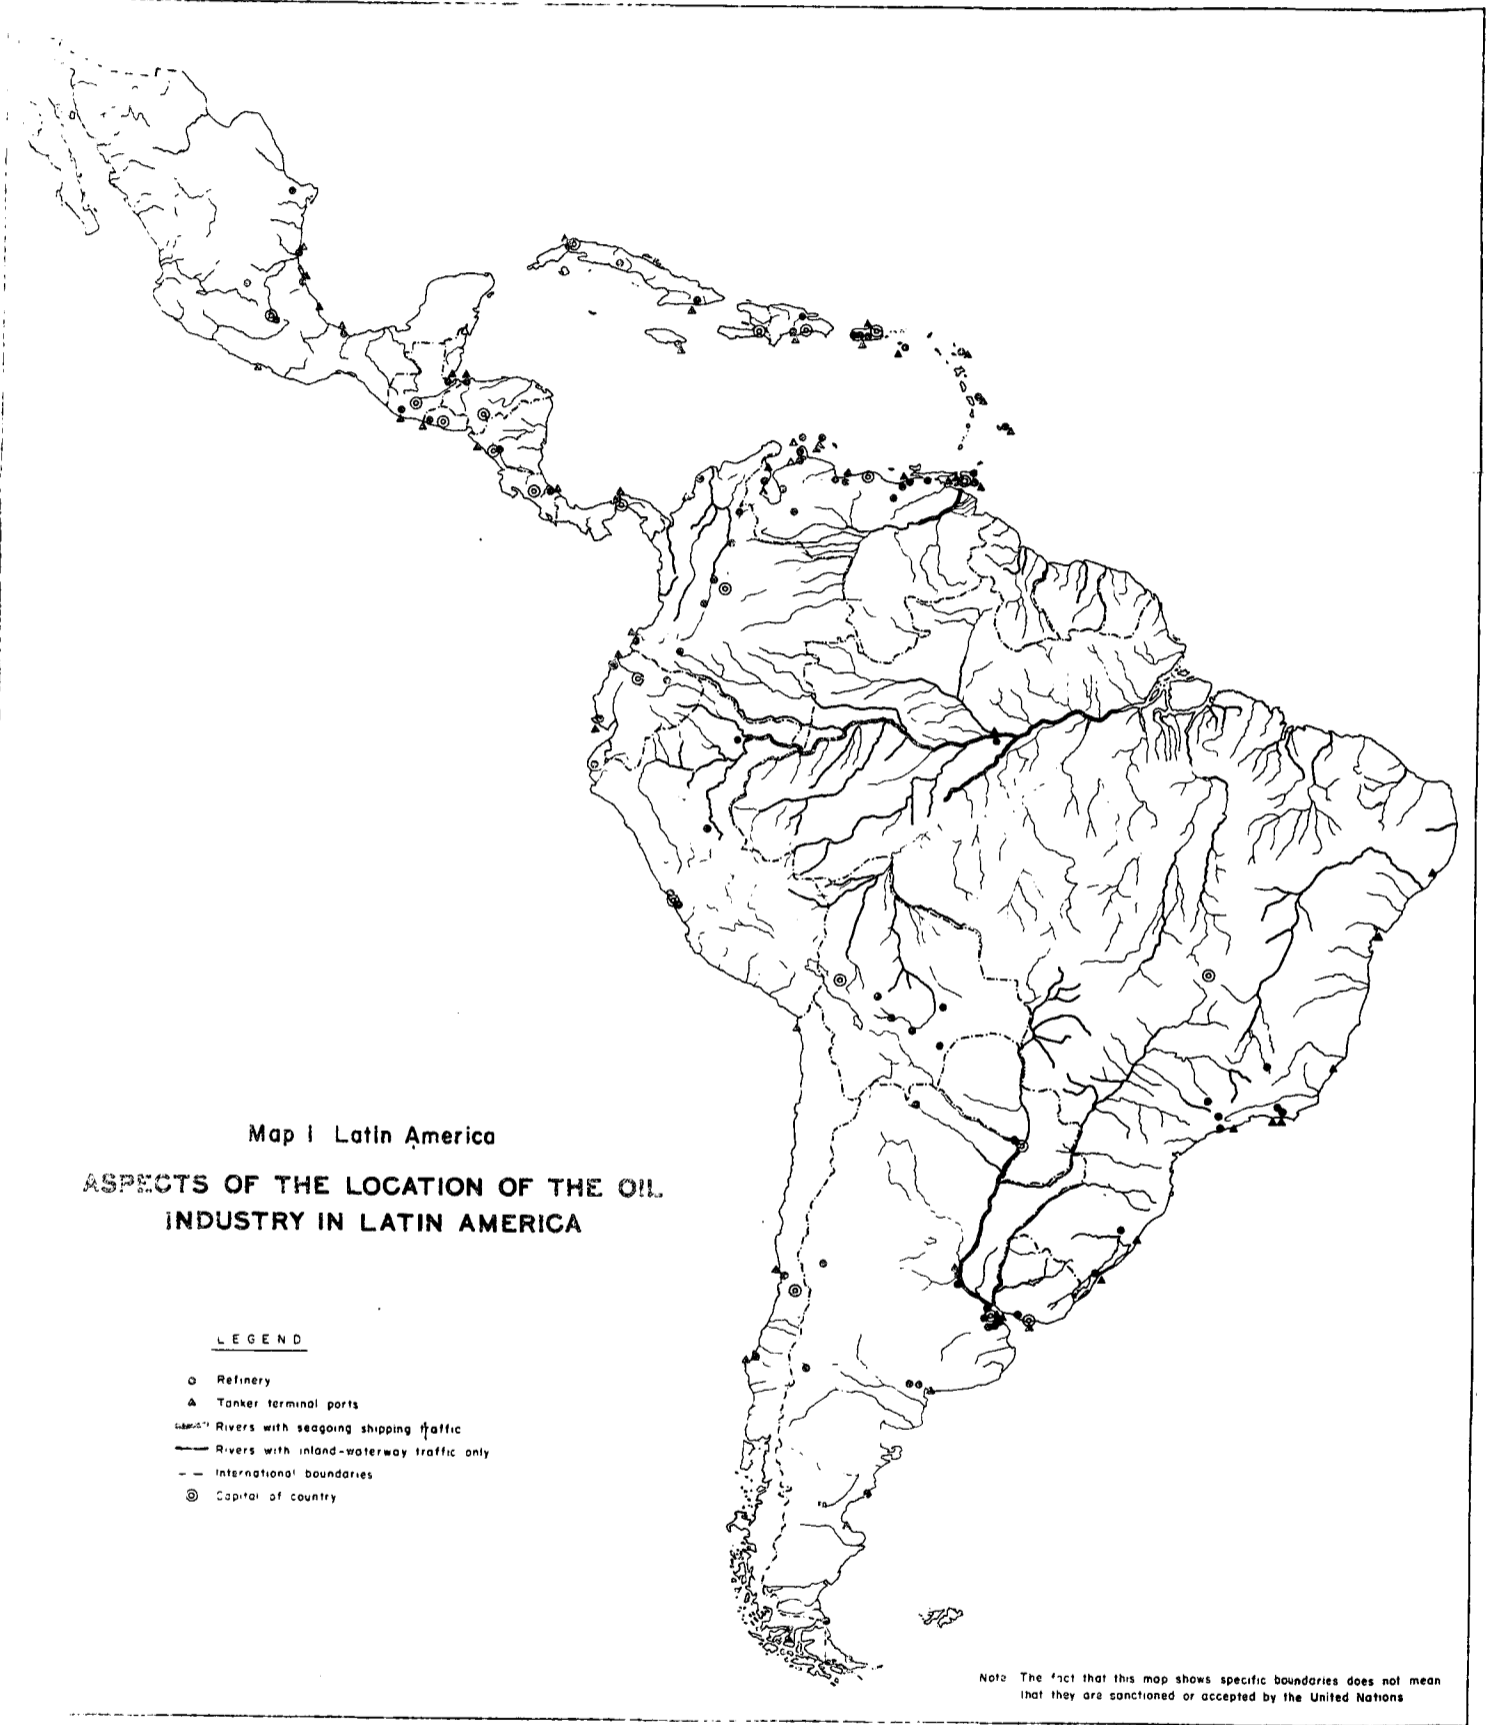 Map 1 Latin America
ASPECTS OF THE LOCATION OF THE OIL
INDUSTRY IN LATIN AMERICA
LEGEND
Refinery
Tanker terminal ports
Rivers with seagoing shipping traffic
Rivers with inland-waterway traffic only
International boundaries
Capital of country
Note The fact that this map shows specific boundaries does not mean
that they are sanctioned or accepted by the United Nations